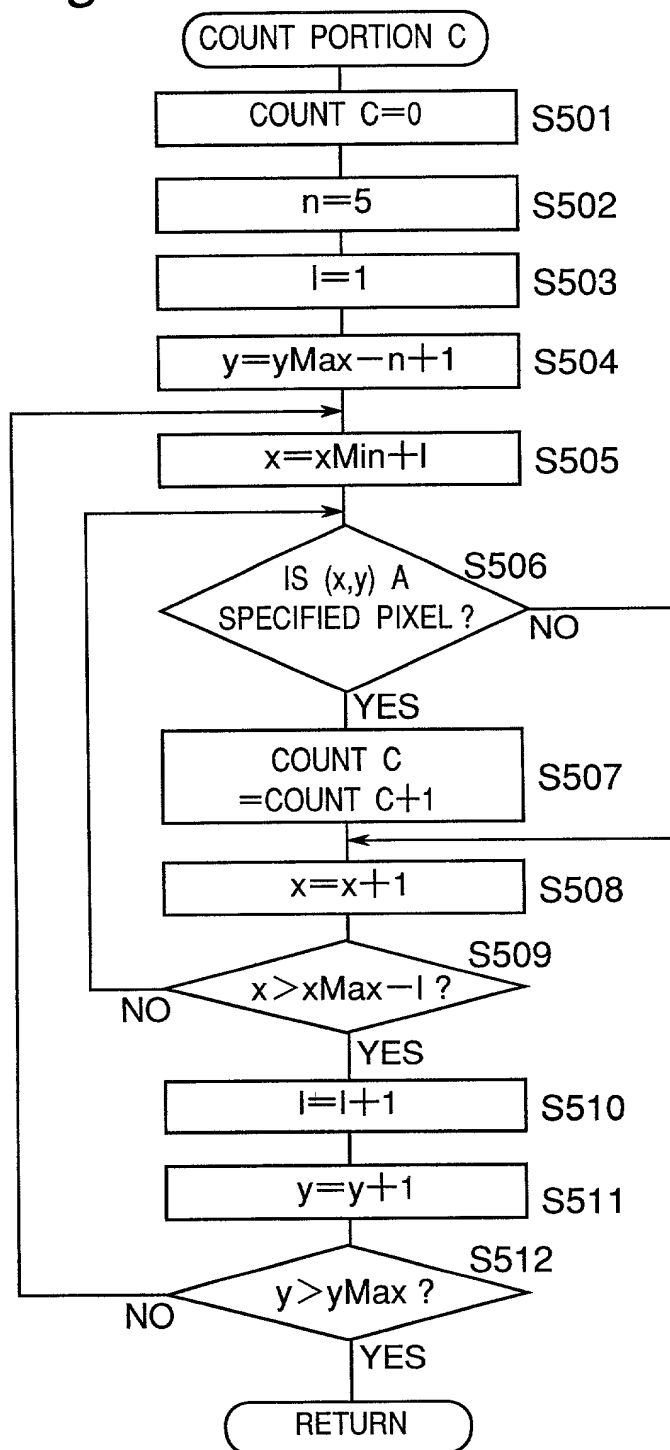 COUNT PORTION C
COUNT C=0
S501
n=5
S502
l=1
S503
y=yMax-n+1
S504
x=xMin+l
S505
S506
IS (x,y) A
SPECIFIED PIXEL?
NO
YES
COUNT C
=COUNT C+1
S507
x=x+1
S508
S509
x>xMax-l?
NO
YES
l=l+1
S510
y=y+1
S511
S512
y>yMax?
NO
YES
RETURN